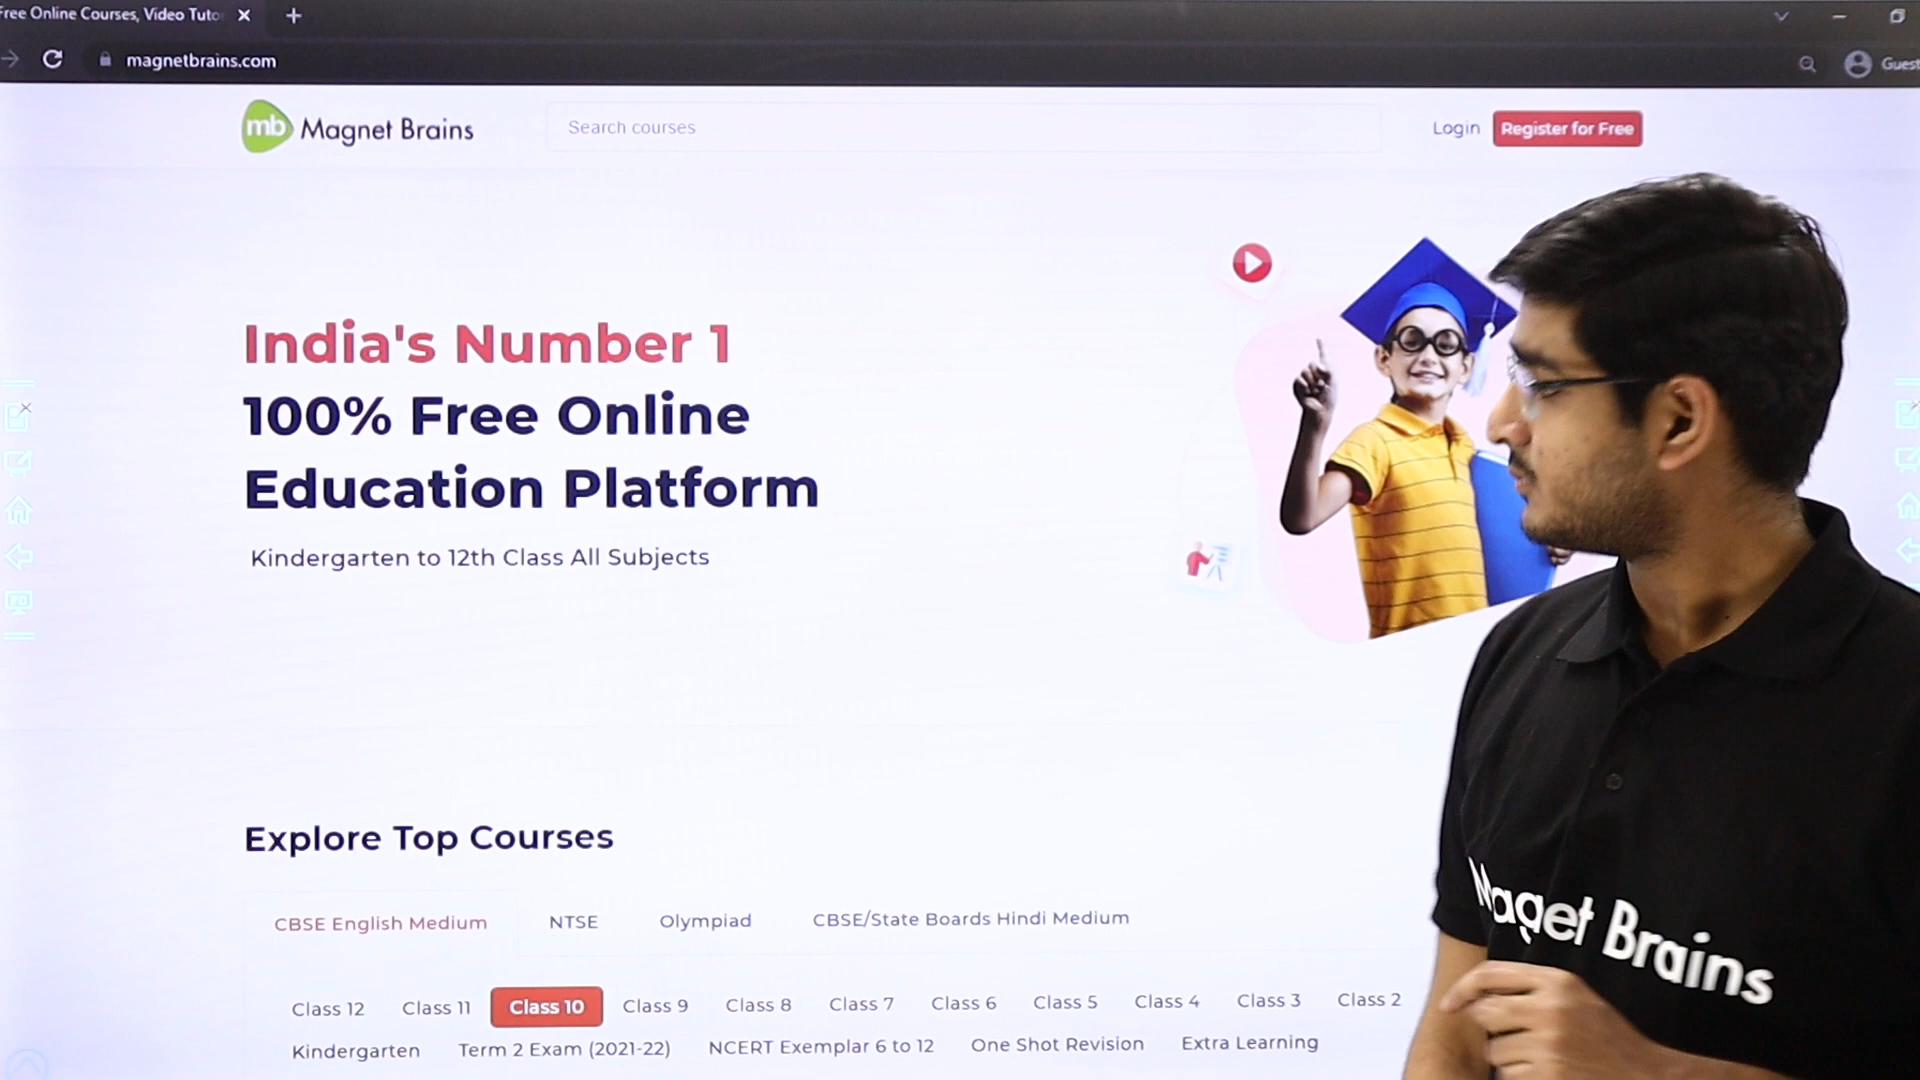 Free Online Courses, Video Tuto
magnetbrains.com
Guest
mb Magnet Brains
Search courses
Login
Register for Free
India's Number 1
100% Free Online
Education Platform
Kindergarten to 12th Class All Subjects
Explore Top Courses
CBSE English Medium NTSE Olympiad CBSE/State Boards Hindi Medium
Class 12 Class 11 Class 10 Class 9 Class 8 Class 7 Class 6 Class 5 Class 4 Class 3 Class 2
Kindergarten Term 2 Exam (2021-22) NCERT Exemplar 6 to 12 One Shot Revision Extra Learning
Magnet Brains